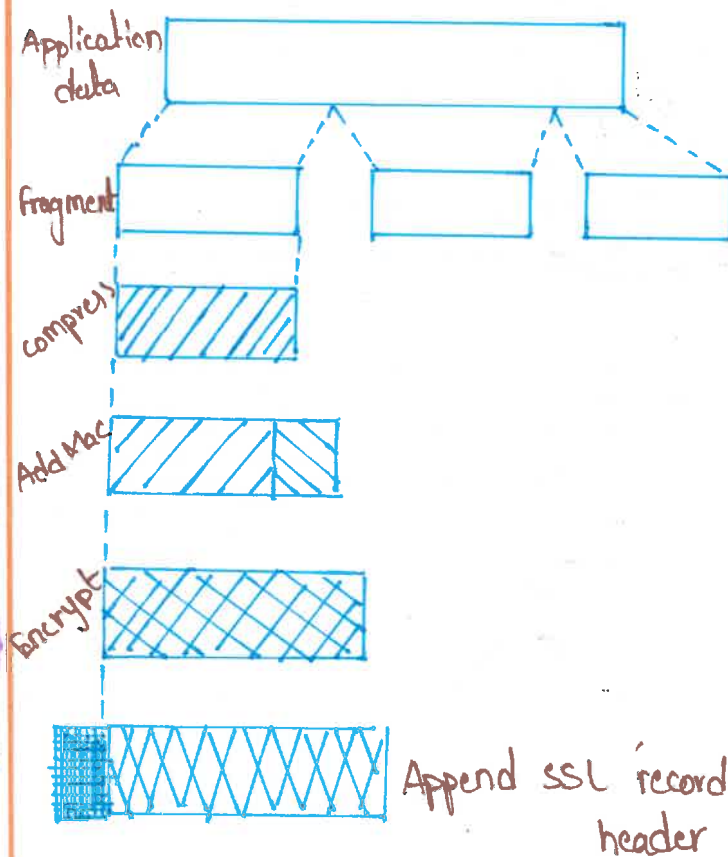 Application
data
Fragment
compress
Add Mac
Encrypt
Append SSL record
header